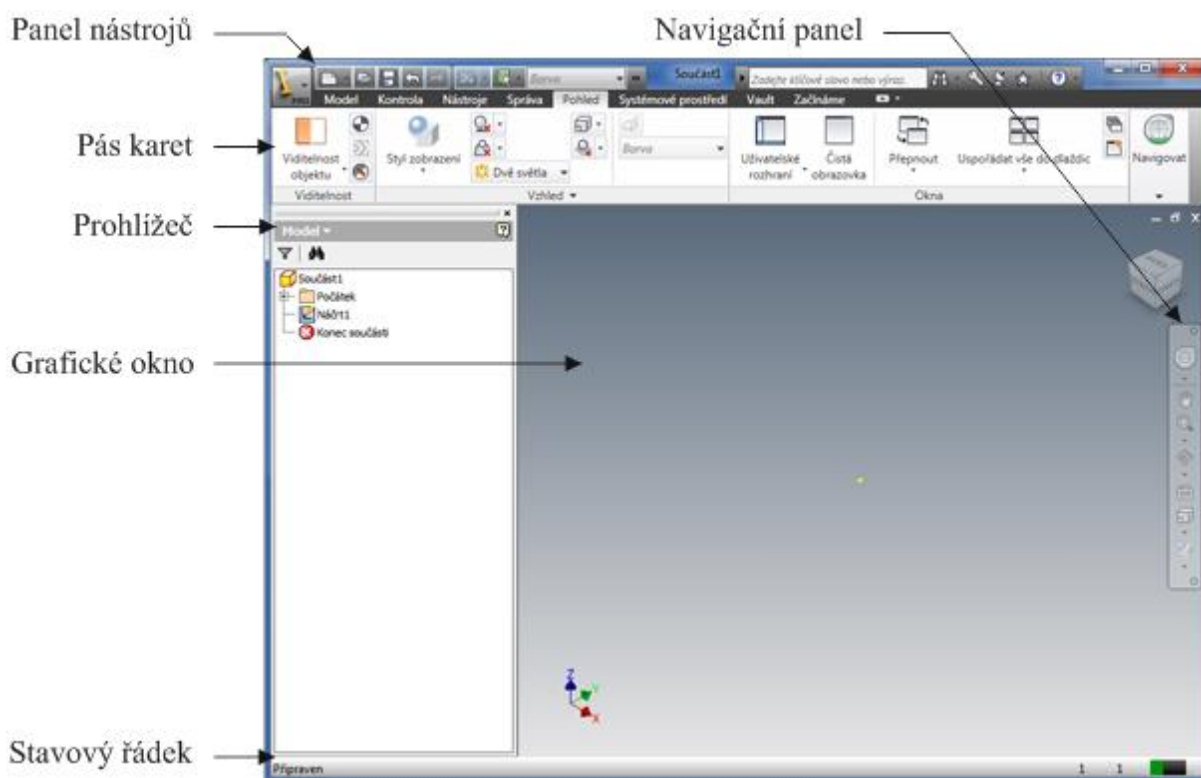 Panel nástrojů
Navigační panel
Barva
Součást1
Zadejte klíčové slovo nebo výraz.
PRO
Model Kontrola Nástroje Správa Pohled Systémové prostředí Vault Začínáme
Pás karet
Viditelnost
objektu
Styl zobrazení
Dvě světla
Barva
Uživatelské
rozhraní
Čistá
obrazovka
Přepnout
Uspořádat vše do dlaždic
Navigovat
Viditelnost
Vzhled
Okna
Prohlížeč
Model
Součást1
Počátek
Náčrt1
Konec součásti
Grafické okno
Z
Y
X
Stavový řádek
Připraven
1 1